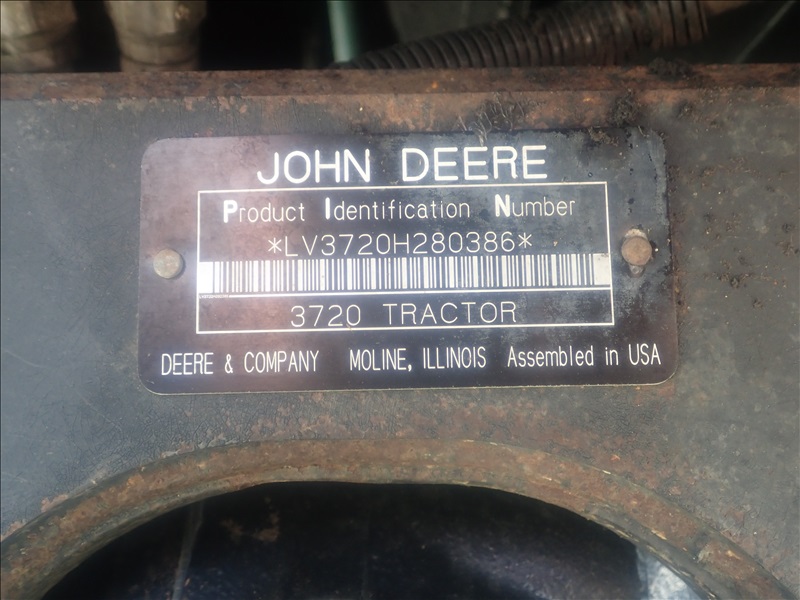 JOHN DEERE
Product Identification Number
*LV3720H280386*
3720 TRACTOR
DEERE & COMPANY MOLINE, ILLINOIS Assembled in USA